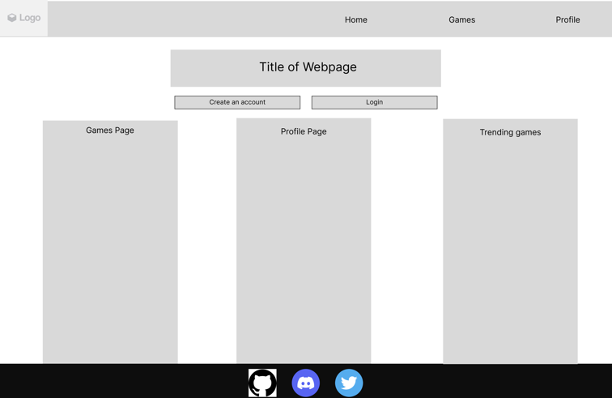 Logo
Home
Games
Profile
Title of Webpage
Create an account
Login
Games Page
Profile Page
Trending games